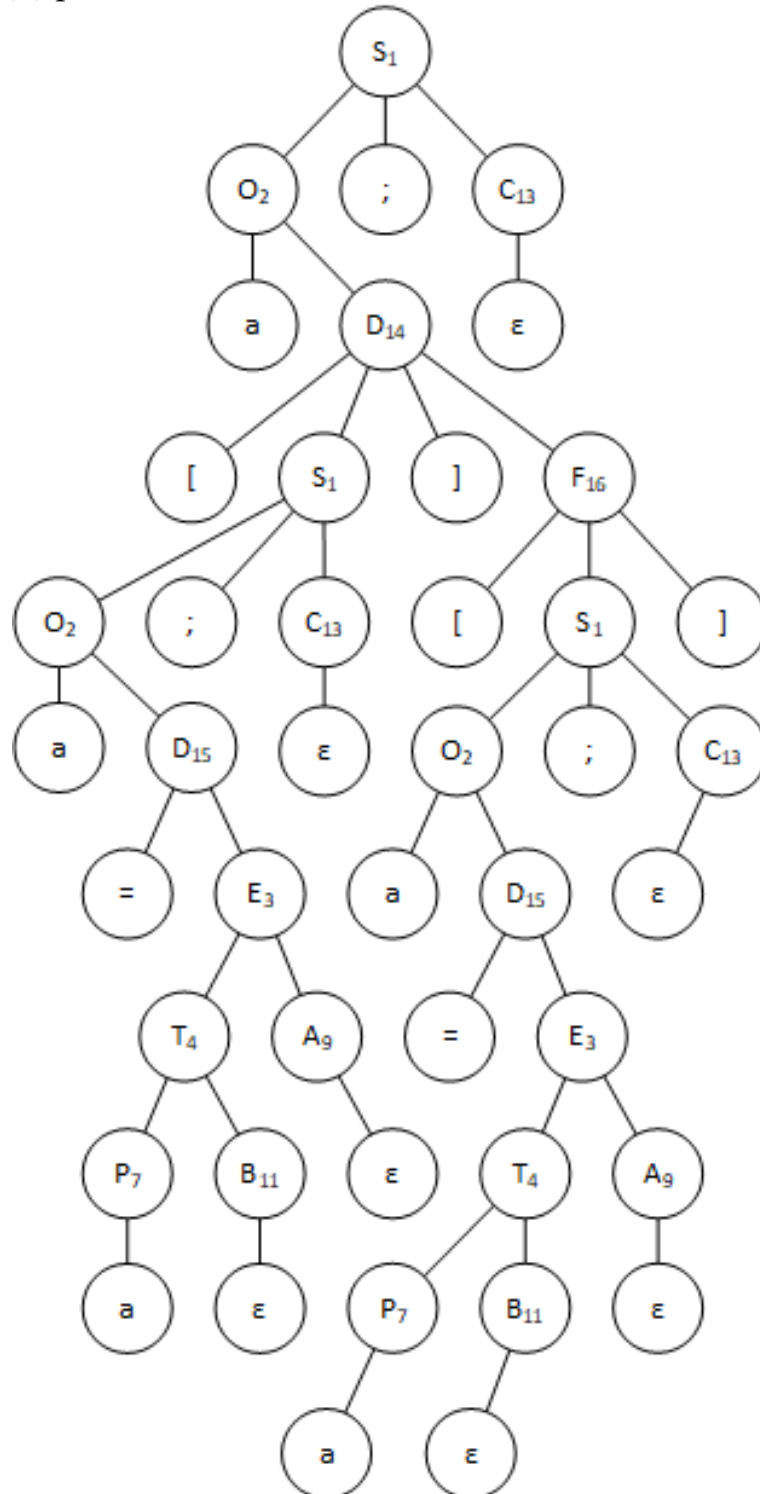 S₁
O₂ ; C₁₃
a D₁₄ ε
[ S₁ ] F₁₆
O₂ ; C₁₃ [ S₁ ]
a D₁₅ ε O₂ ; C₁₃
= E₃ a D₁₅ ε
T₄ A₉ = E₃
P₇ B₁₁ ε T₄ A₉
a ε P₇ B₁₁ ε
a ε